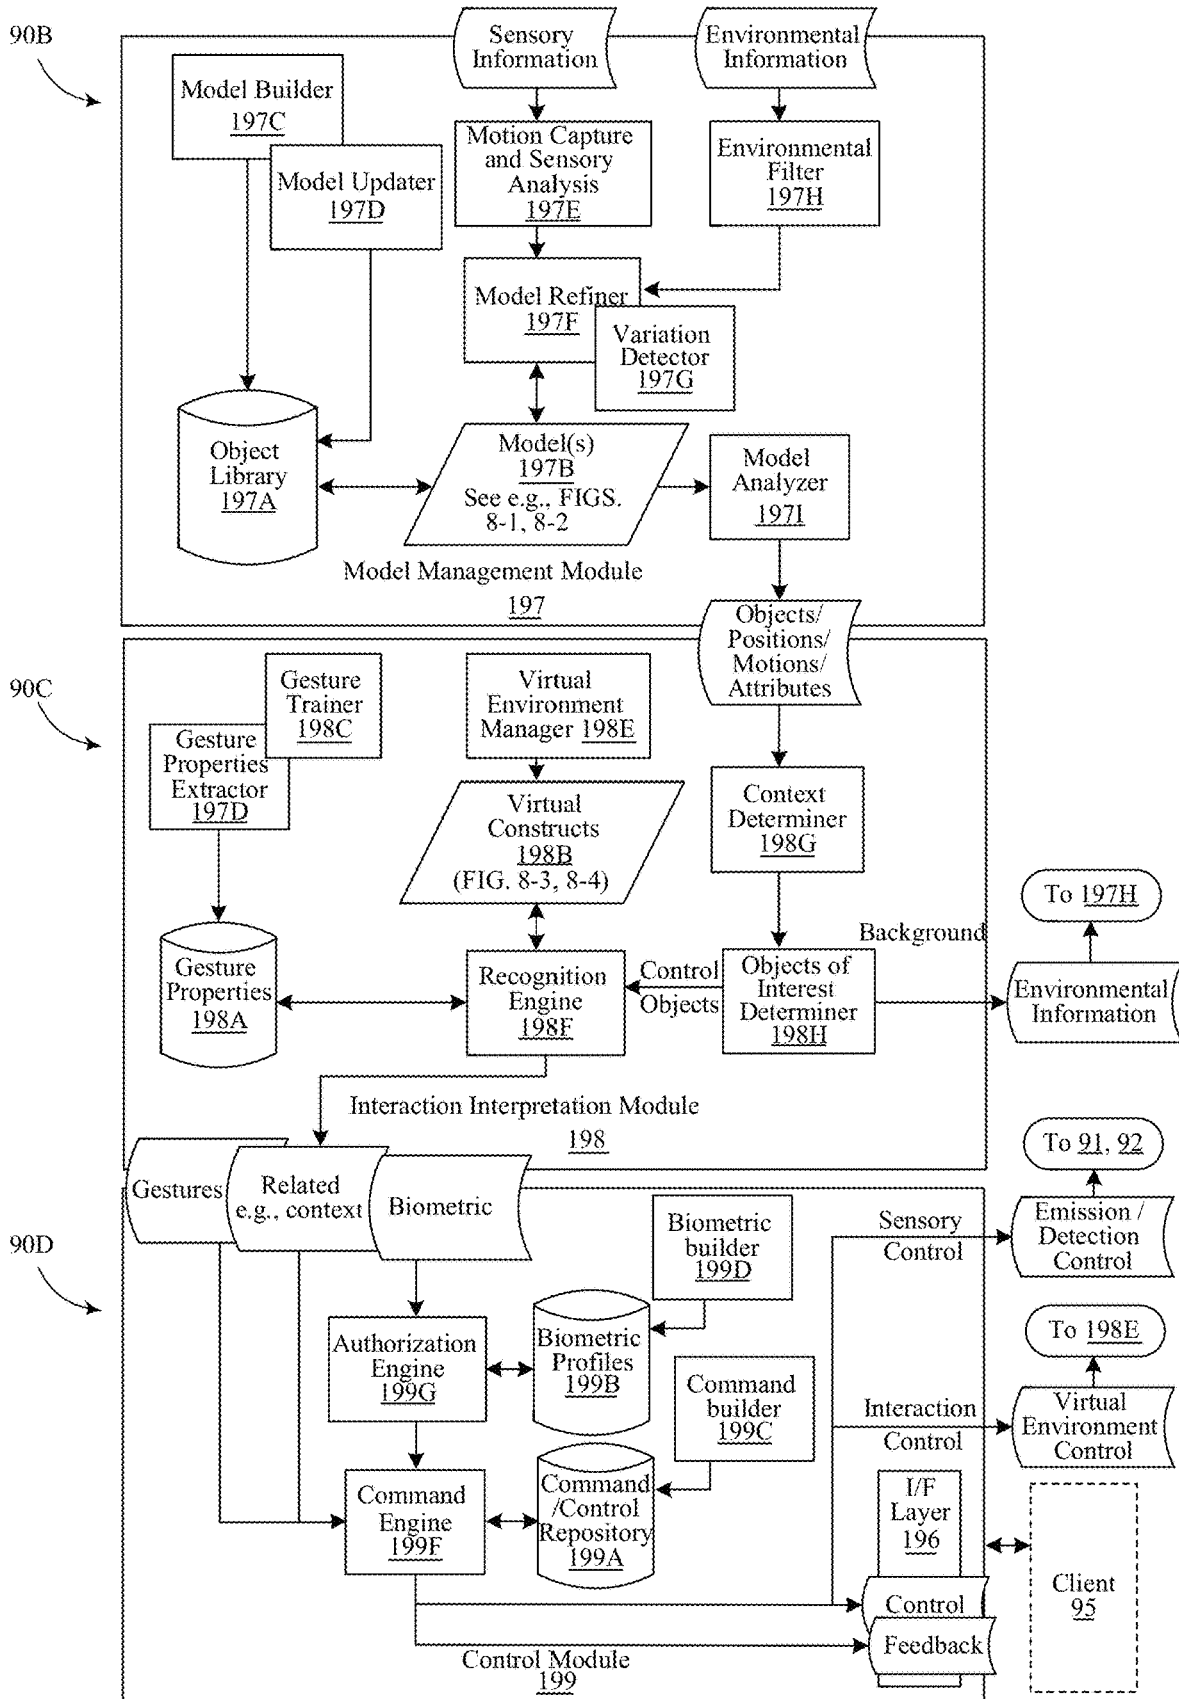 90B
Sensory
Information
Environmental
Information
Model Builder
197C
Model Updater
197D
Motion Capture
and Sensory
Analysis
197E
Environmental
Filter
197H
Model Refiner
197F
Variation
Detector
197G
Object
Library
197A
Model(s)
197B
See e.g., FIGS.
8-1, 8-2
Model
Analyzer
197I
Model Management Module
197
Objects/
Positions/
Motions/
Attributes
90C
Gesture
Trainer
198C
Gesture
Properties
Extractor
197D
Virtual
Environment
Manager 198E
Virtual
Constructs
198B
(FIG. 8-3, 8-4)
Context
Determiner
198G
To 197H
Background
Gesture
Properties
198A
Recognition
Engine
198F
Control
Objects
Objects of
Interest
Determiner
198H
Environmental
Information
Interaction Interpretation Module
198
To 91, 92
Gestures
Related
e.g., context
Biometric
90D
Biometric
builder
199D
Sensory
Control
Emission /
Detection
Control
To 198E
Authorization
Engine
199G
Biometric
Profiles
199B
Command
builder
199C
Interaction
Control
Virtual
Environment
Control
Command
Engine
199F
Command
/Control
Repository
199A
I/F
Layer
196
Client
95
Control
Feedback
Control Module
199